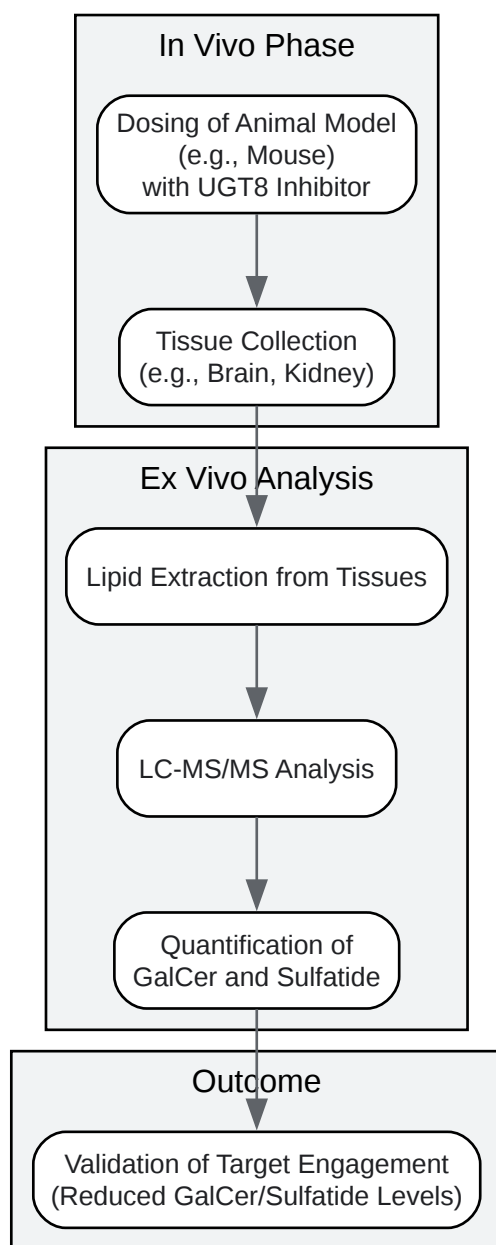 In Vivo Phase
Dosing of Animal Model
(e.g., Mouse)
with UGT8 Inhibitor
Tissue Collection
(e.g., Brain, Kidney)
Ex Vivo Analysis
Lipid Extraction from Tissues
LC-MS/MS Analysis
Quantification of
GalCer and Sulfatide
Outcome
Validation of Target Engagement
(Reduced GalCer/Sulfatide Levels)